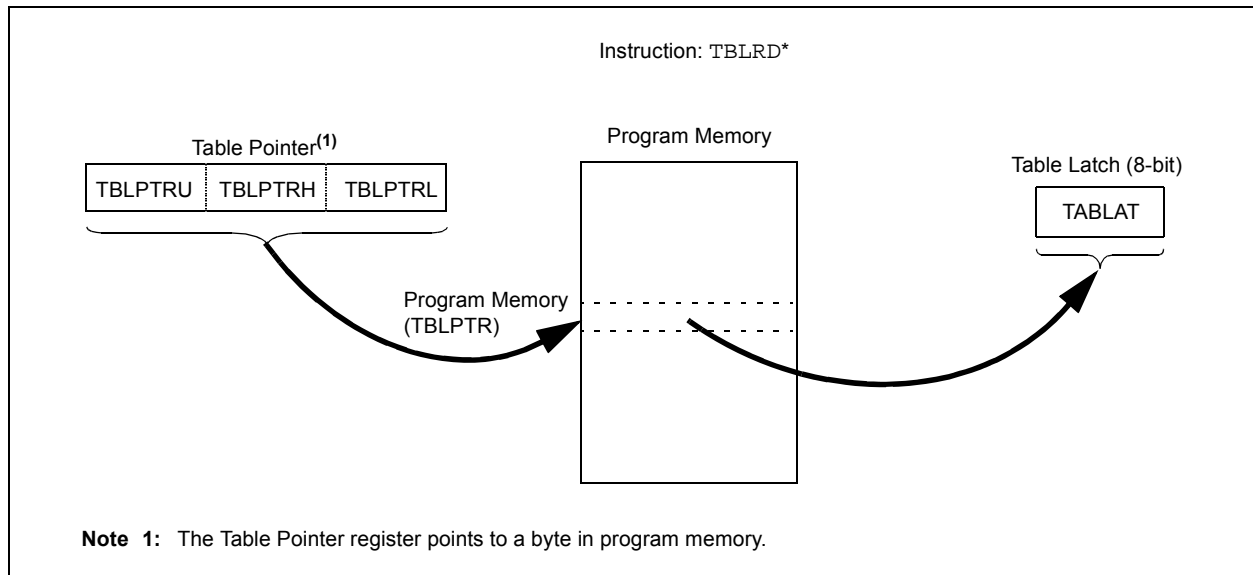 Instruction: TBLRD*
Table Pointer(1)
TBLPTRU TBLPTRH TBLPTRL
Program Memory
Table Latch (8-bit)
TABLAT
Program Memory
(TBLPTR)
Note 1: The Table Pointer register points to a byte in program memory.